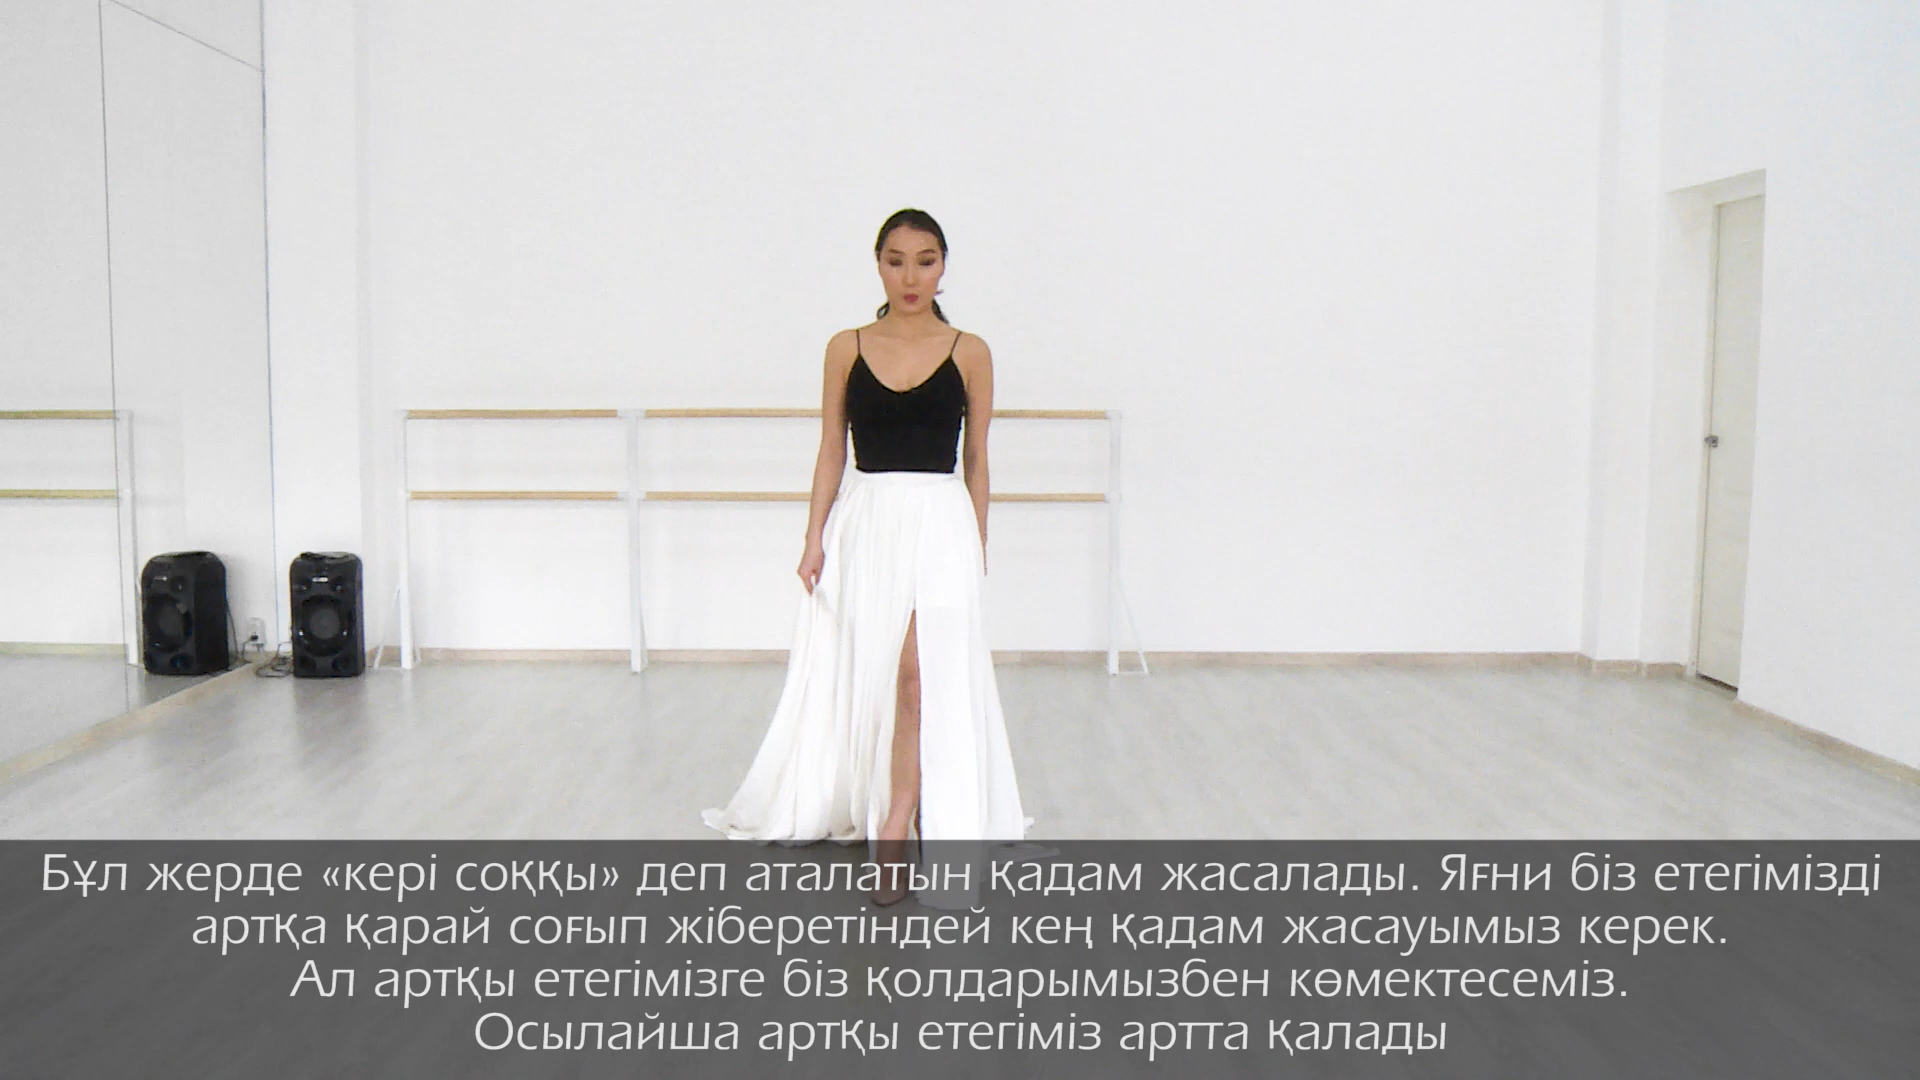 Бұл жерде «кері соққы» деп аталатын қадам жасалады. Яғни біз етегімізді
артқа қарай соғып жіберетіндей кең қадам жасауымыз керек.
Ал артқы етегімізге біз қолдарымызбен көмектесеміз.
Осылайша артқы етегіміз артта қалады